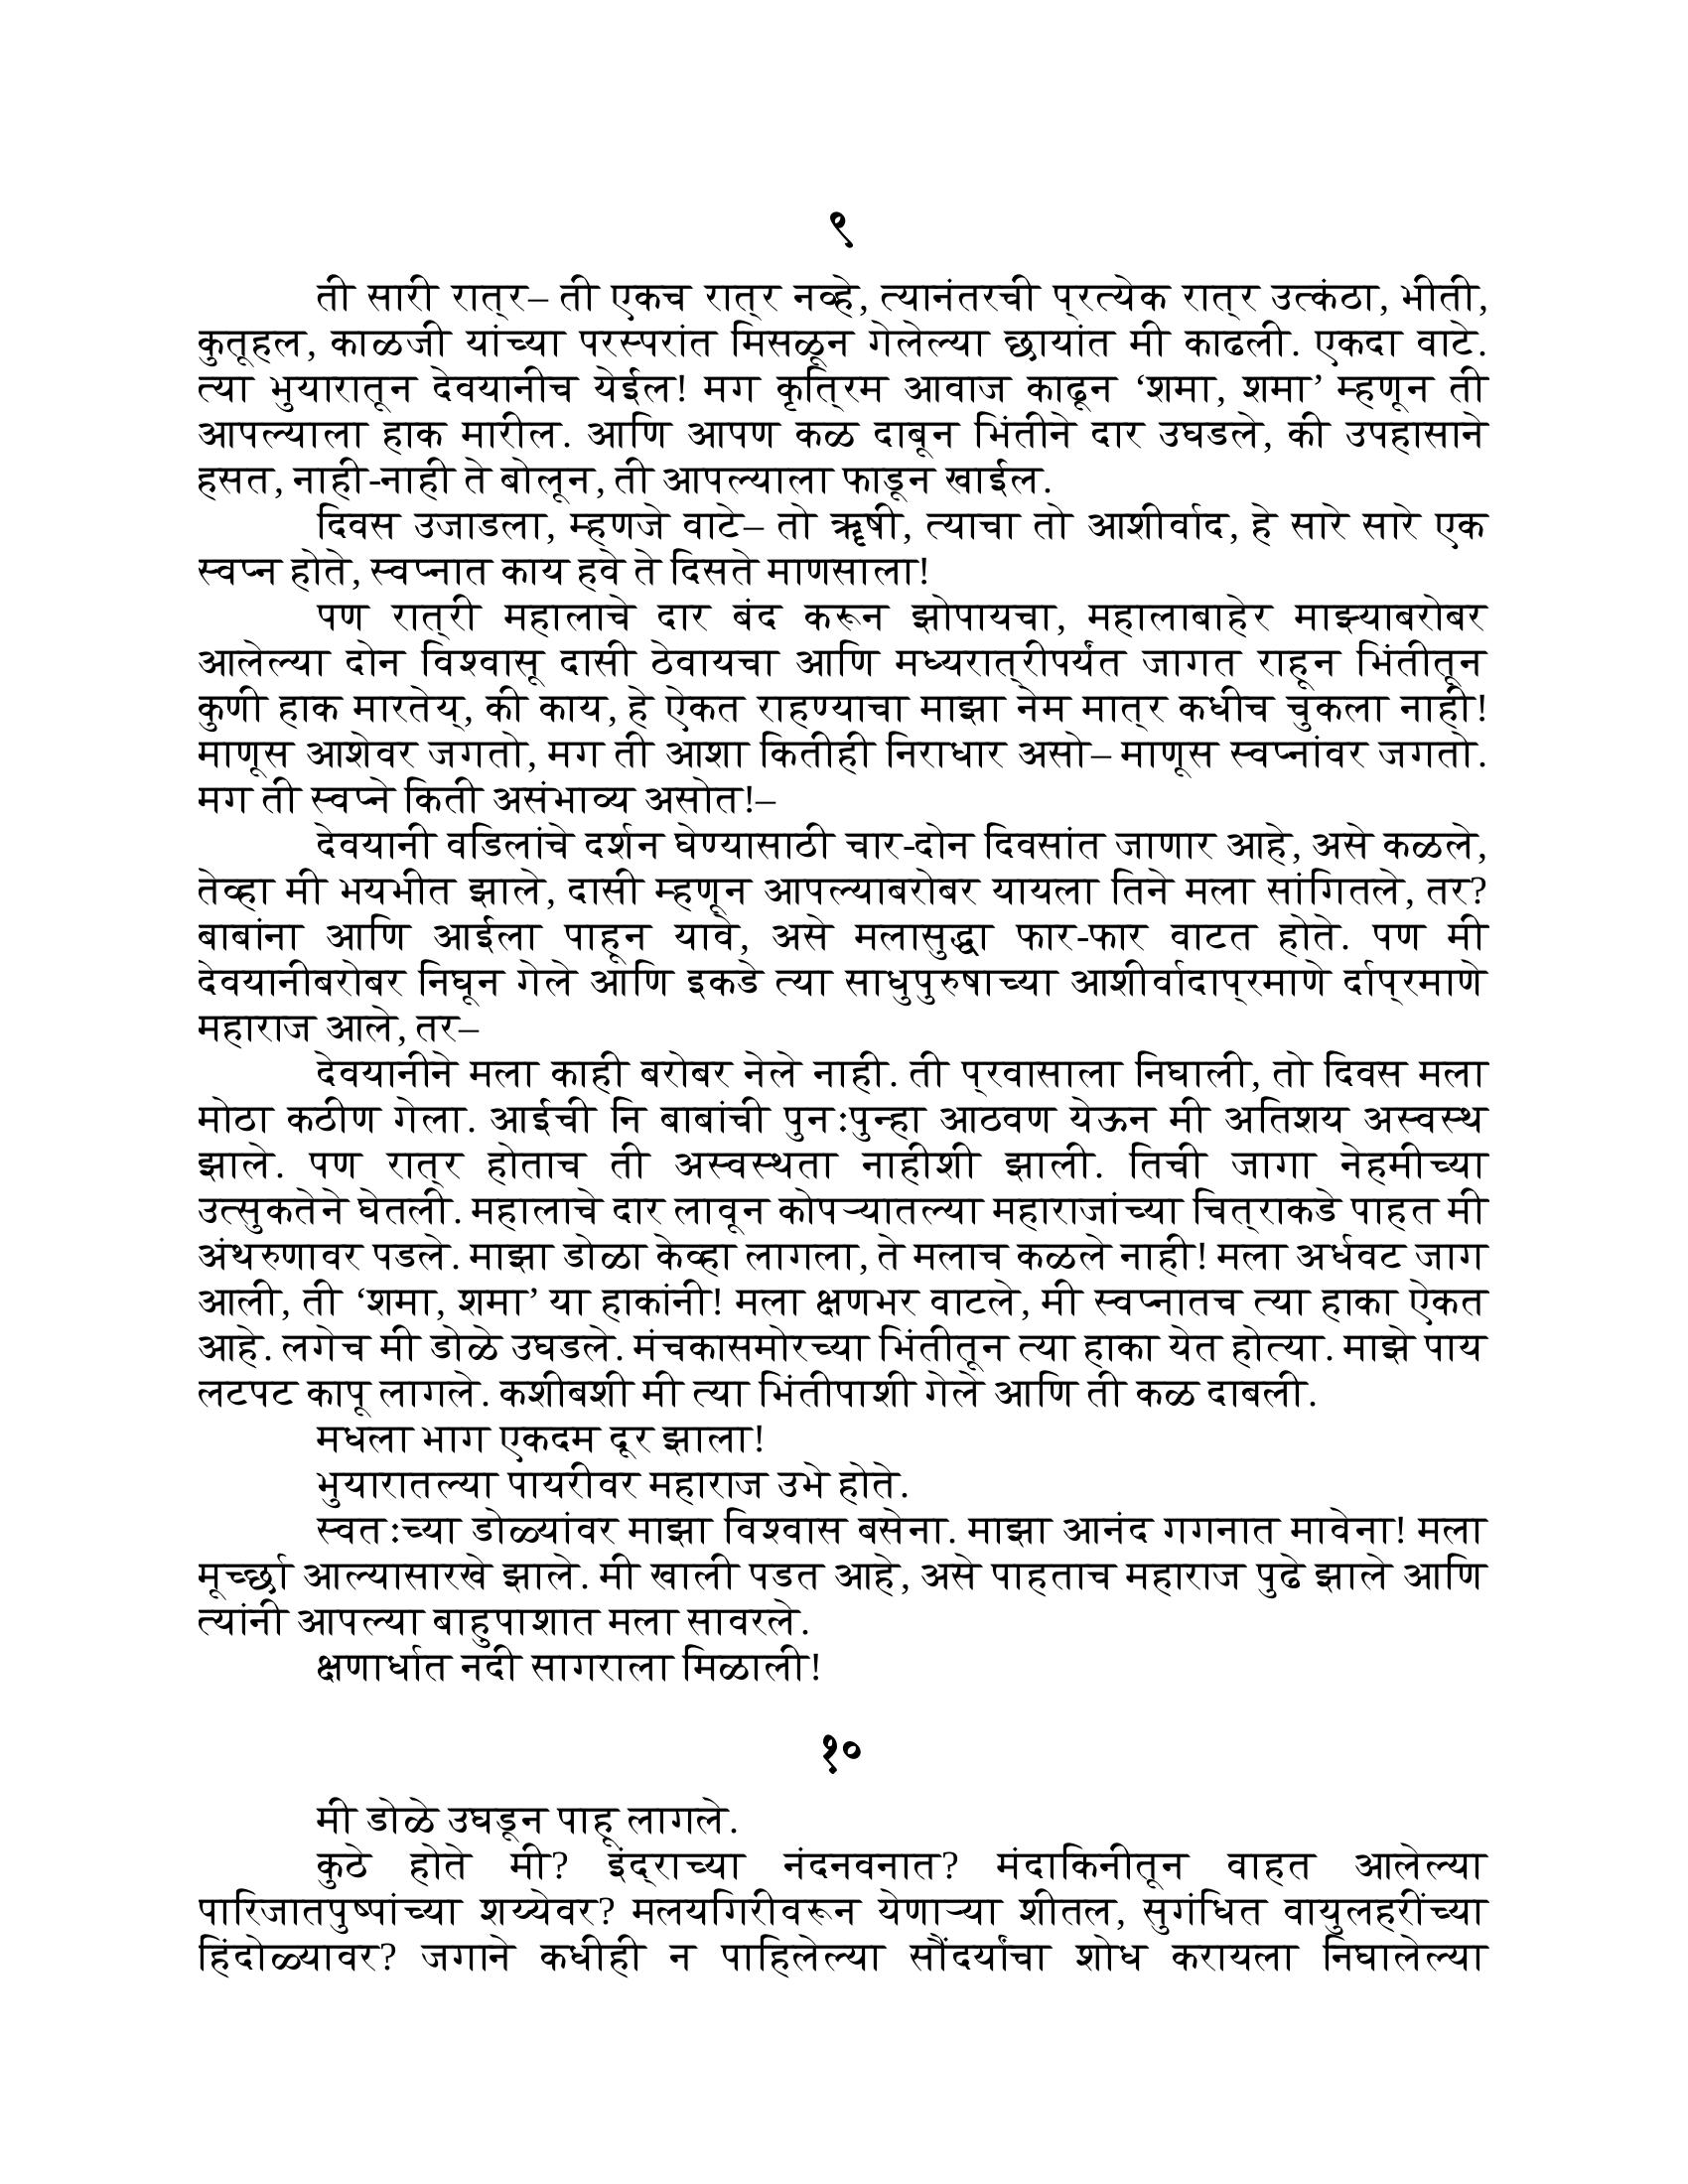 ९
ती सारी रात्र– ती एकच रात्र नव्हे, त्यानंतरची प्रत्येक रात्र उत्कंठा, भीती,
कुतूहल, काळजी यांच्या परस्परांत मिसळून गेलेल्या छायांत मी काढली. एकदा वाटे.
त्या भुयारातून देवयानीच येईल! मग कृत्रिम आवाज काढून ‘शमा, शमा’ म्हणून ती
आपल्याला हाक मारील. आणि आपण कळ दाबून भिंतीने दार उघडले, की उपहासाने
हसत, नाही-नाही ते बोलून, ती आपल्याला फाडून खाईल.
दिवस उजाडला, म्हणजे वाटे– तो ॠषी, त्याचा तो आशीर्वाद, हे सारे सारे एक
स्वप्न होते, स्वप्नात काय हवे ते दिसते माणसाला!
पण रात्री महालाचे दार बंद करून झोपायचा, महालाबाहेर माझ्याबरोबर
आलेल्या दोन विश्वासू दासी ठेवायचा आणि मध्यरात्रीपर्यंत जागत राहून भिंतीतून
कुणी हाक मारतेय्, की काय, हे ऐकत राहण्याचा माझा नेम मात्र कधीच चुकला नाही!
माणूस आशेवर जगतो, मग ती आशा कितीही निराधार असो– माणूस स्वप्नांवर जगतो.
मग ती स्वप्ने किती असंभाव्य असोत!–
देवयानी वडिलांचे दर्शन घेण्यासाठी चार-दोन दिवसांत जाणार आहे, असे कळले,
तेव्हा मी भयभीत झाले, दासी म्हणून आपल्याबरोबर यायला तिने मला सांगितले, तर?
बाबांना आणि आईला पाहून यावे, असे मलासुद्धा फार-फार वाटत होते. पण मी
देवयानीबरोबर निघून गेले आणि इकडे त्या साधुपुरुषाच्या आशीर्वादाप्रमाणे र्दाप्रमाणे
महाराज आले, तर–
देवयानीने मला काही बरोबर नेले नाही. ती प्रवासाला निघाली, तो दिवस मला
मोठा कठीण गेला. आईची नि बाबांची पुनःपुन्हा आठवण येऊन मी अतिशय अस्वस्थ
झाले. पण रात्र होताच ती अस्वस्थता नाहीशी झाली. तिची जागा नेहमीच्या
उत्सुकतेने घेतली. महालाचे दार लावून कोपऱ्यातल्या महाराजांच्या चित्राकडे पाहत मी
अंथरुणावर पडले. माझा डोळा केव्हा लागला, ते मलाच कळले नाही! मला अर्धवट जाग
आली, ती ‘शमा, शमा’ या हाकांनी! मला क्षणभर वाटले, मी स्वप्नातच त्या हाका ऐकत
आहे. लगेच मी डोळे उघडले. मंचकासमोरच्या भिंतीतून त्या हाका येत होत्या. माझे पाय
लटपट कापू लागले. कशीबशी मी त्या भिंतीपाशी गेले आणि ती कळ दाबली.
मधला भाग एकदम दूर झाला!
भुयारातल्या पायरीवर महाराज उभे होते.
स्वतःच्या डोळ्यांवर माझा विश्वास बसेना. माझा आनंद गगनात मावेना! मला
मूर्च्छा आल्यासारखे झाले. मी खाली पडत आहे, असे पाहताच महाराज पुढे झाले आणि
त्यांनी आपल्या बाहुपाशात मला सावरले.
क्षणार्धात नदी सागराला मिळाली!
१०
मी डोळे उघडून पाहू लागले.
कुठे होते मी? इंद्राच्या नंदनवनात? मंदाकिनीतून वाहत आलेल्या
पारिजातपुष्पांच्या शय्येवर? मलयगिरीवरून येणाऱ्या शीतल, सुगंधित वायुलहरींच्या
हिंदोळ्यावर? जगाने कधीही न पाहिलेल्या सौंदर्यांचा शोध करायला निघालेल्या